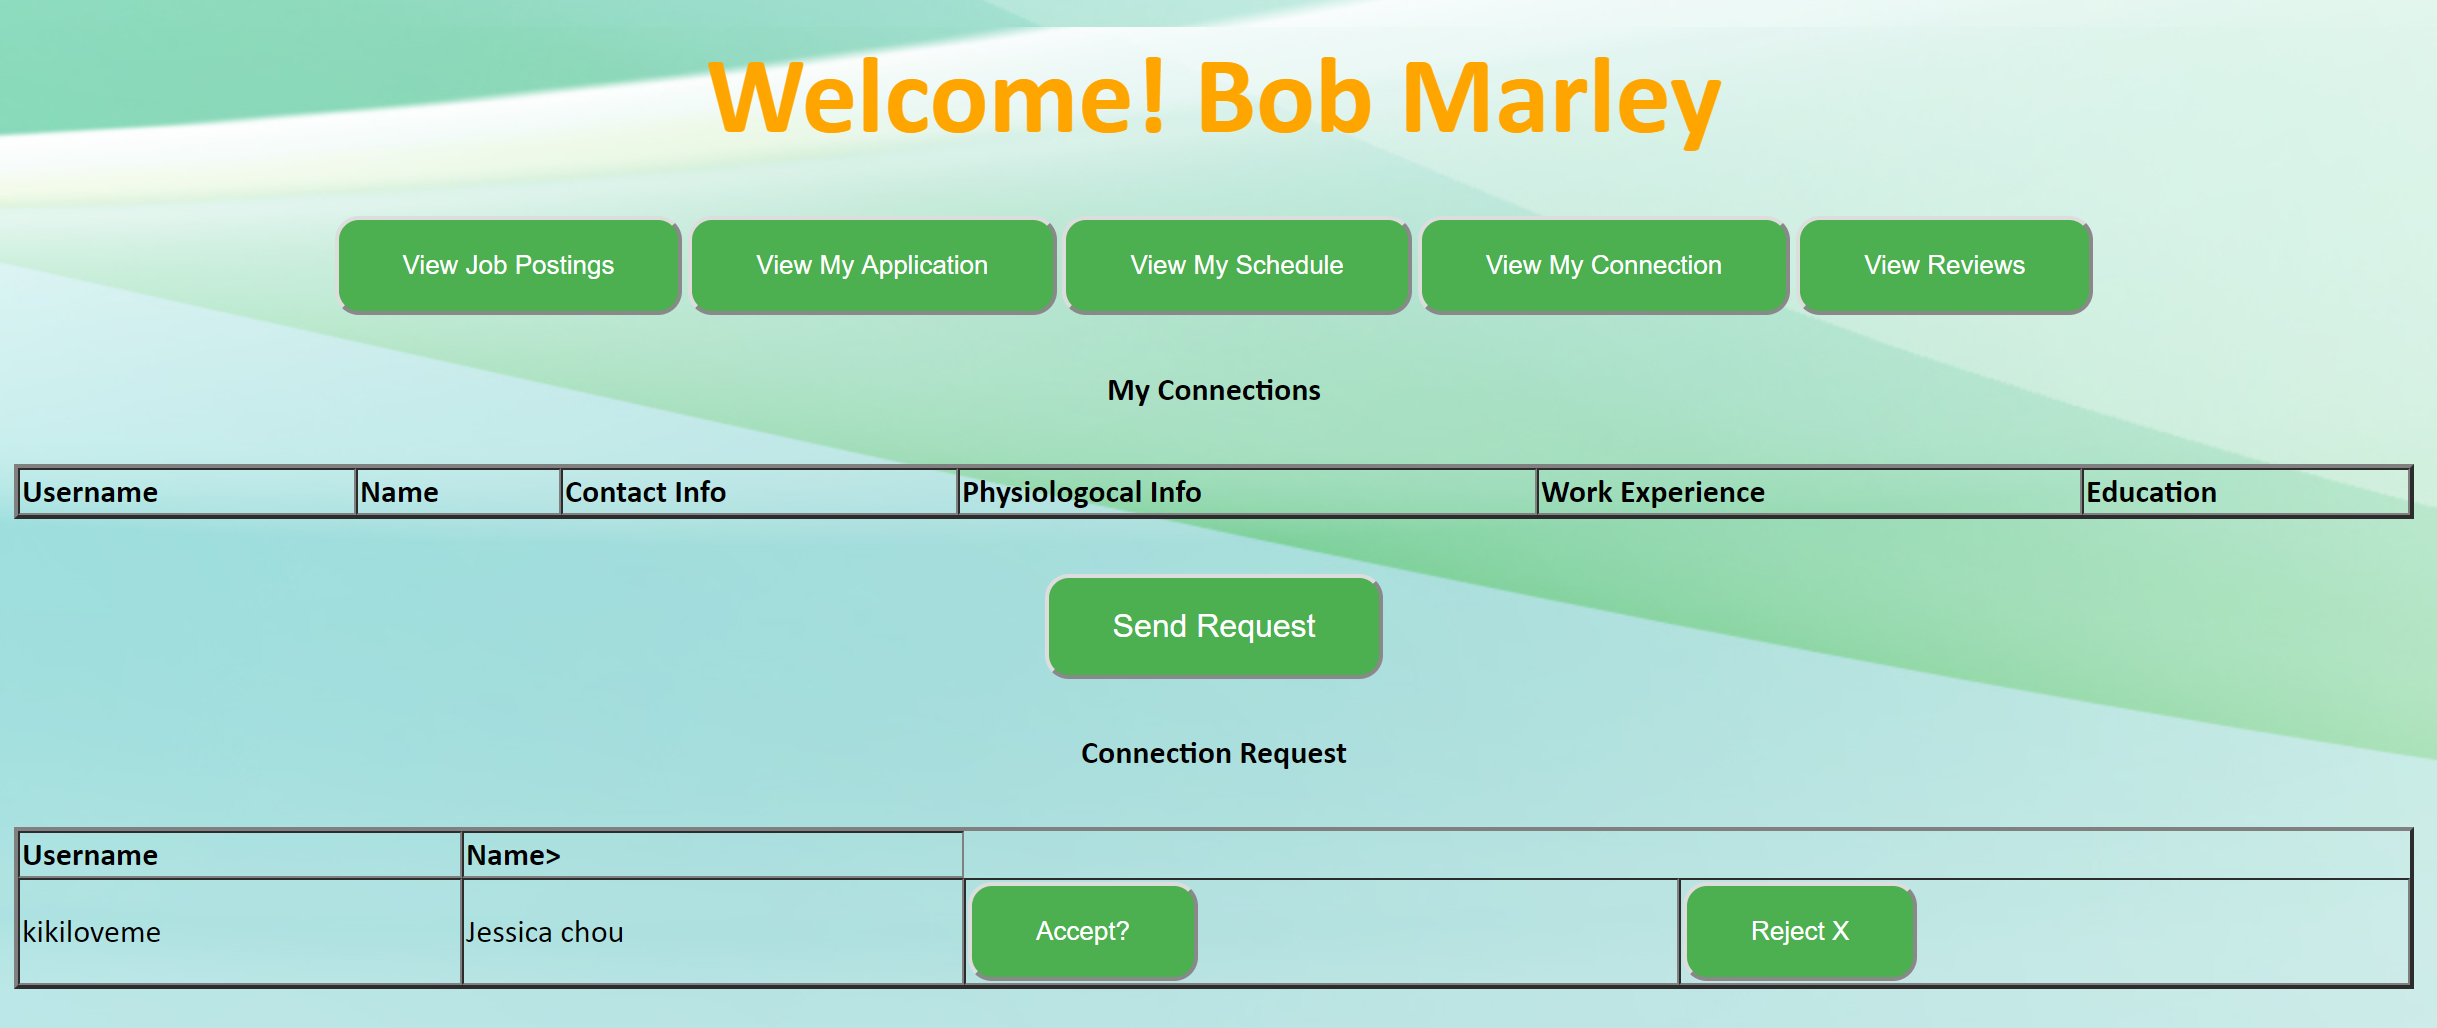 Welcome! Bob Marley
View Job Postings View My Application View My Schedule View My Connection View Reviews
My Connections
Username Name Contact Info Physiologocal Info Work Experience Education
Send Request
Connection Request
Username Name>
kikiloveme Jessica chou Accept? Reject X